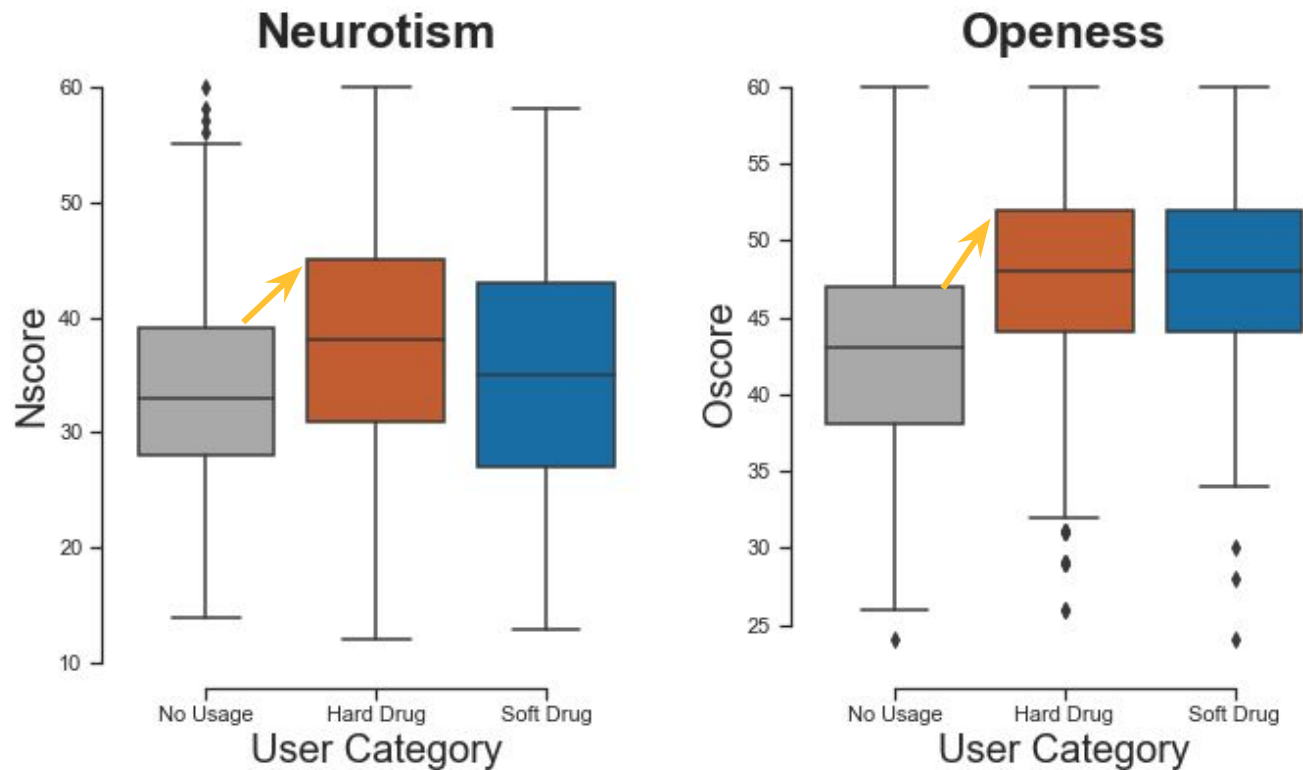 Neurotism
60
50
40
30
20
10
Nscore
No Usage
Hard Drug
Soft Drug
User Category
Openess
60
55
50
45
40
35
30
25
Oscore
No Usage
Hard Drug
Soft Drug
User Category